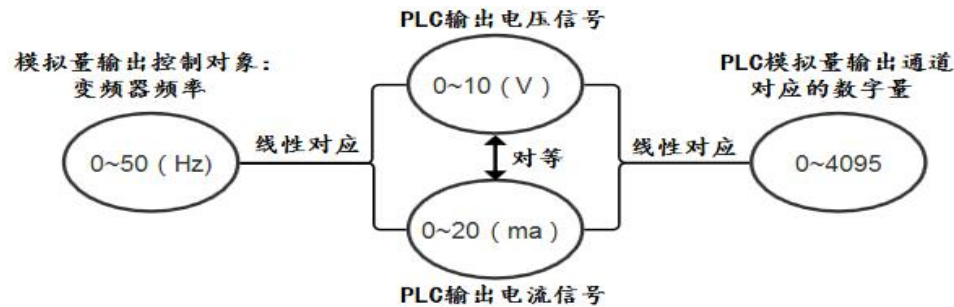 PLC输出电压信号
模拟量输出控制对象：
变频器频率
PLC模拟量输出通道
对应的数字量
0~10（V）
线性对应
线性对应
对等
0~50（Hz)
0~4095
0~20（ma）
PLC输出电流信号